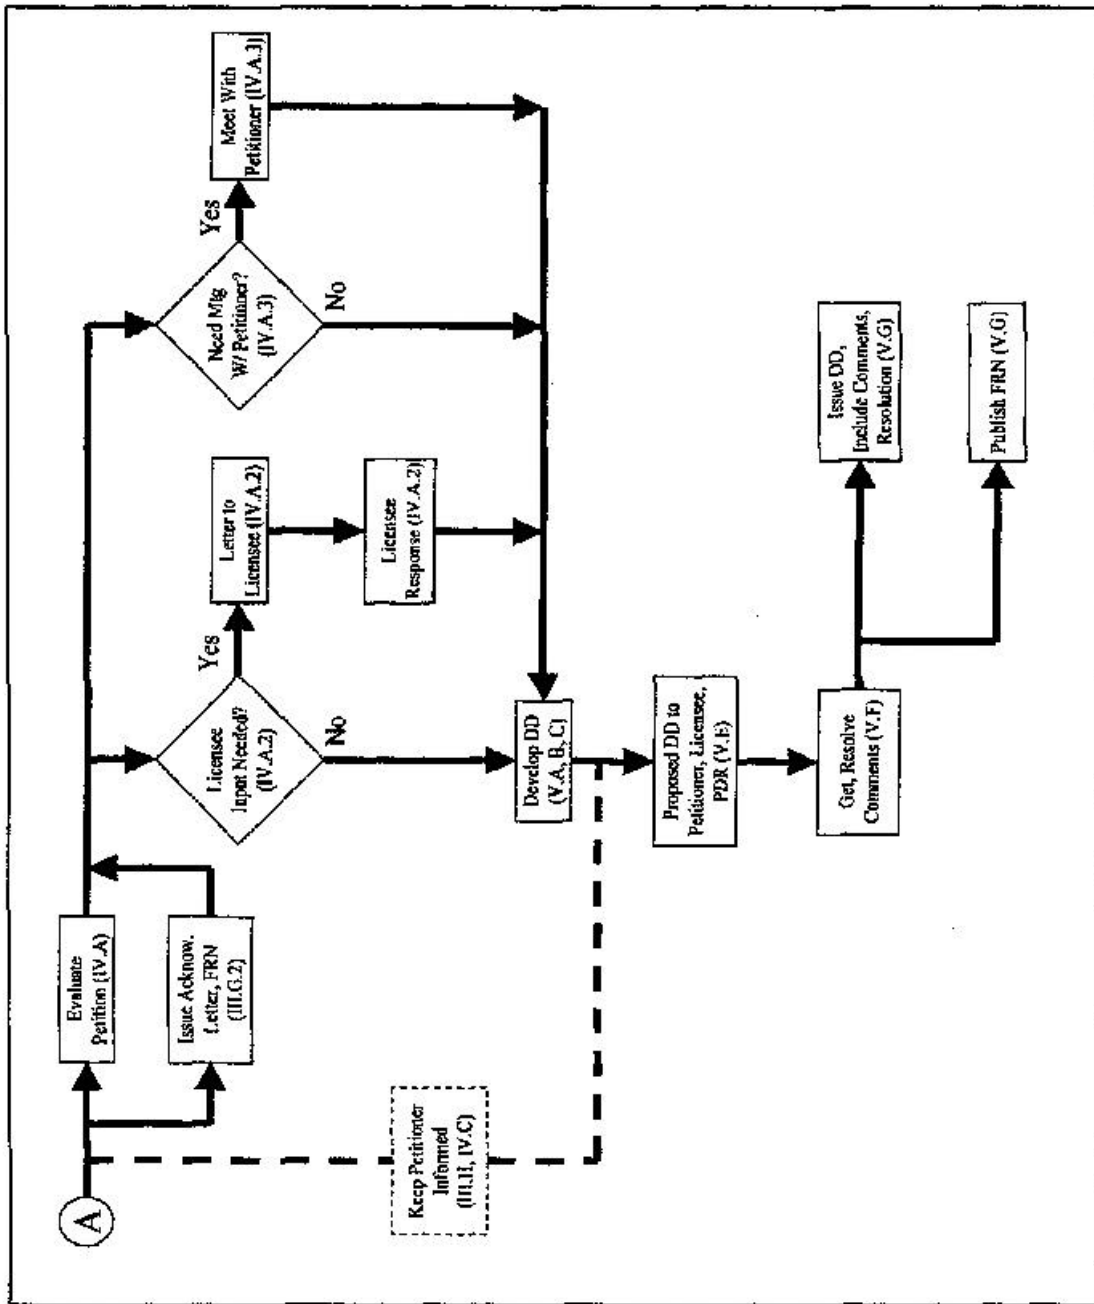 A
Evaluate
Petition (IV.A)
Issue Acknow.
Letter, FRN
(III.G.2)
Keep Petitioner
Informed
(III.H, IV.C)
Licensee
Input Needed?
(IV.A.2)
Yes
No
Letter to
Licensee (IV.A.2)
Licensee
Response (IV.A.2)
Need Mtg
W/ Petitioner?
(IV.A.3)
Yes
No
Meet With
Petitioner (IV.A.3)
Develop DD
(V.A, B, C)
Proposed DD to
Petitioner, Licensee,
PDR (V.E)
Get, Resolve
Comments (V.F)
Issue DD,
Include Comments,
Resolution (V.G)
Publish FRN (V.G)